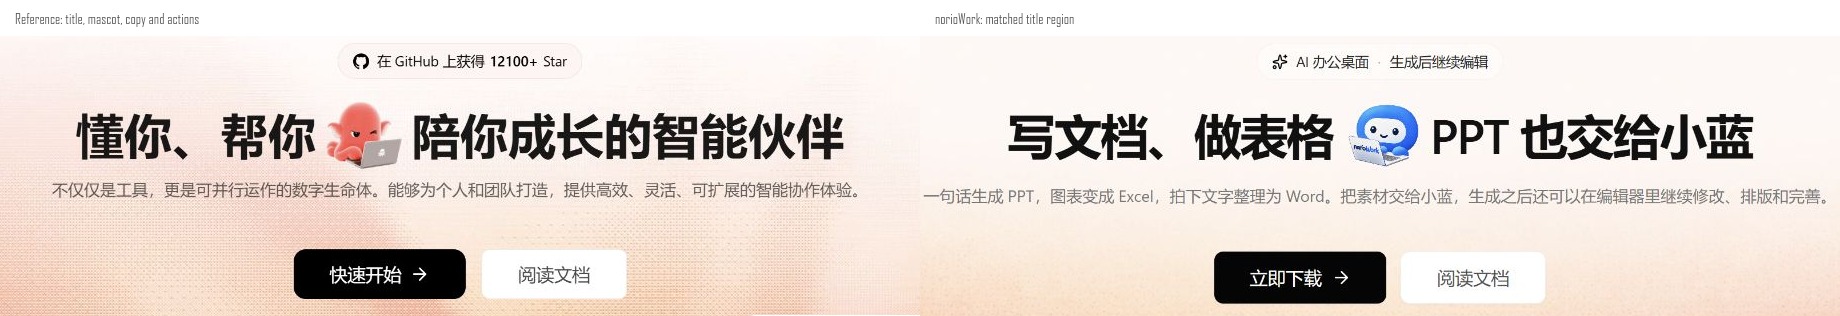 Reference: title, mascot, copy and actions
在 GitHub 上获得 12100+ Star
懂你、帮你 陪你成长的智能伙伴
不仅仅是工具，更是可并行运作的数字生命体。能够为个人和团队打造，提供高效、灵活、可扩展的智能协作体验。
快速开始 →
阅读文档
norioWork: matched title region
AI 办公桌面 · 生成后继续编辑
写文档、做表格 norioWork PPT 也交给小蓝
一句话生成 PPT，图表变成 Excel，拍下文字整理为 Word。把素材交给小蓝，生成之后还可以在编辑器里继续修改、排版和完善。
立即下载 →
阅读文档